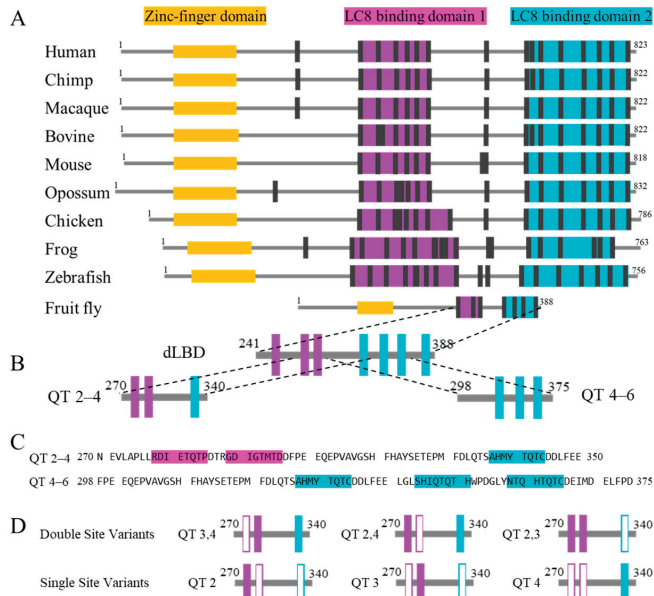 A
Zinc-finger domain LC8 binding domain 1 LC8 binding domain 2
Human 1 823
Chimp 1 822
Macaque 1 822
Bovine 1 822
Mouse 1 818
Opossum 1 832
Chicken 1 786
Frog 1 763
Zebrafish 1 756
Fruit fly 1 388
B
dLBD 241 388
QT 2–4 270 340
298 375 QT 4–6
C
QT 2–4 270 N EVLAPLLRDI ETQTPDTRGD IGTMTDDFPE EQEPVAVGSH FHAYSETEPM FDLQTSAHMY TQTCDDLFEE 350
QT 4–6 298 FPE EQEPVAVGSH FHAYSETEPM FDLQTSAHMY TQTCDDLFEE LGLSHIQTQT HWPDGLYNTQ HTQTCDEIMD ELFPD 375
D
Double Site Variants QT 3,4 270 340 QT 2,4 270 340 QT 2,3 270 340
Single Site Variants QT 2 270 340 QT 3 270 340 QT 4 270 340